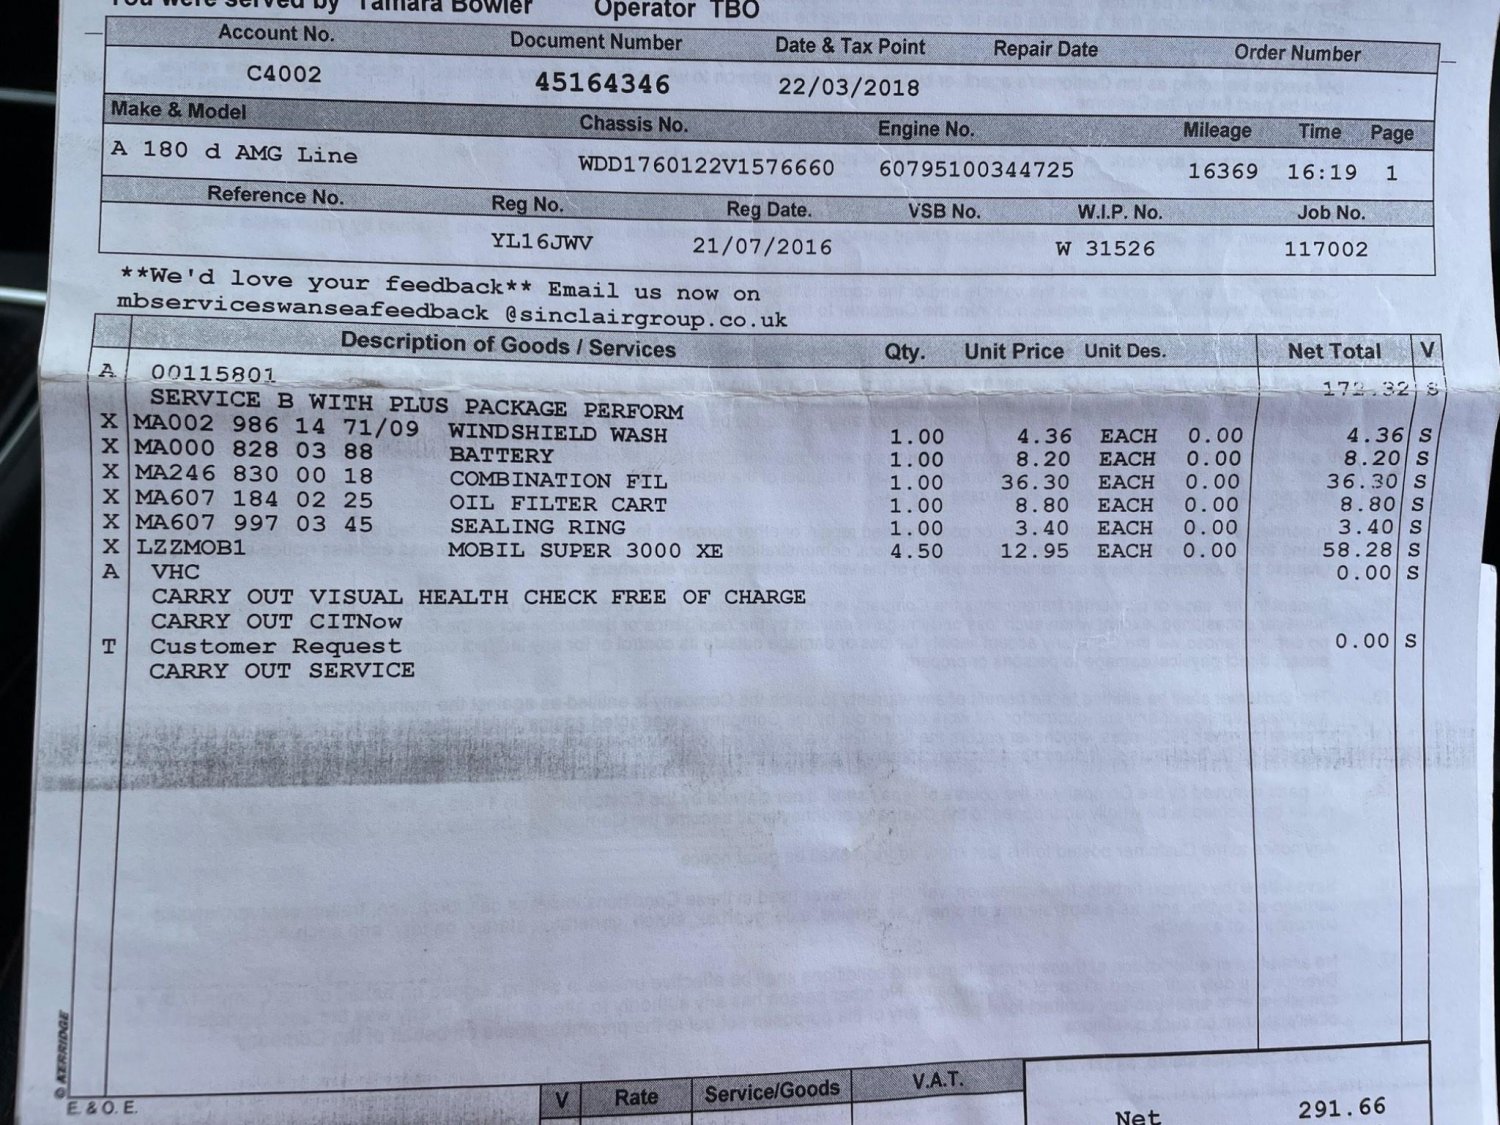 You were served by Tamara Bowler Operator TBO
Account No. Document Number Date & Tax Point Repair Date Order Number
C4002 45164346 22/03/2018
Make & Model Chassis No. Engine No. Mileage Time Page
A 180 d AMG Line WDD1760122V1576660 60795100344725 16369 16:19 1
Reference No. Reg No. Reg Date. VSB No. W.I.P. No. Job No.
YL16JWV 21/07/2016 W 31526 117002
**We'd love your feedback** Email us now on
mbserviceswanseafeedback @sinclairgroup.co.uk
Description of Goods / Services Qty. Unit Price Unit Des. Net Total V
A 00115801 172.32 S
SERVICE B WITH PLUS PACKAGE PERFORM
X MA002 986 14 71/09 WINDSHIELD WASH 1.00 4.36 EACH 0.00 4.36 S
X MA000 828 03 88 BATTERY 1.00 8.20 EACH 0.00 8.20 S
X MA246 830 00 18 COMBINATION FIL 1.00 36.30 EACH 0.00 36.30 S
X MA607 184 02 25 OIL FILTER CART 1.00 8.80 EACH 0.00 8.80 S
X MA607 997 03 45 SEALING RING 1.00 3.40 EACH 0.00 3.40 S
X LZZMOB1 MOBIL SUPER 3000 XE 4.50 12.95 EACH 0.00 58.28 S
A VHC 0.00 S
CARRY OUT VISUAL HEALTH CHECK FREE OF CHARGE
CARRY OUT CITNow
T Customer Request 0.00 S
CARRY OUT SERVICE
© KERRIDGE
E. & O. E.
V Rate Service/Goods V.A.T.
Net 291.66